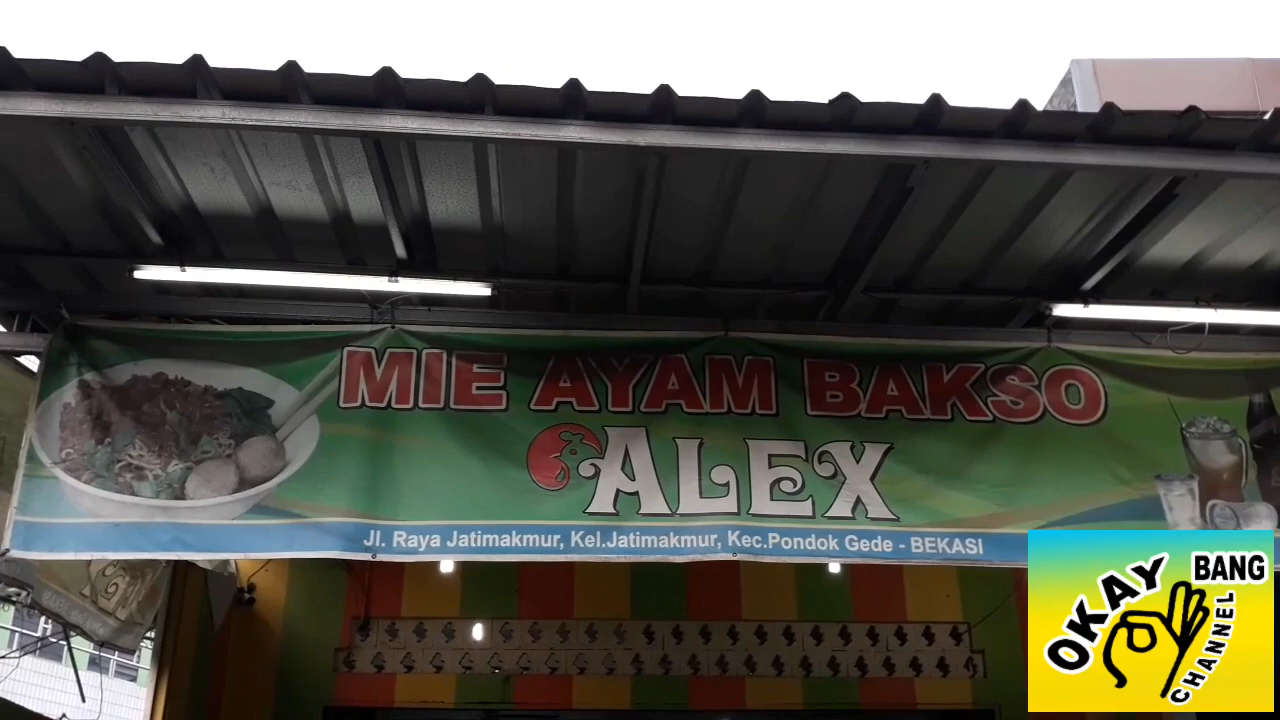 MIE AYAM BAKSO
ALEX
Jl. Raya Jatimakmur, Kel.Jatimakmur, Kec.Pondok Gede - BEKASI
OKAY
BANG
CHANNEL